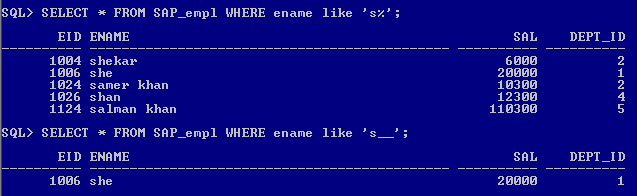 SQL> SELECT * FROM SAP_empl WHERE ename like 's%';
EID ENAME SAL DEPT_ID
1004 shekar 6000 2
1006 she 20000 1
1024 samer khan 10300 2
1026 shan 12300 4
1124 salman khan 110300 5
SQL> SELECT * FROM SAP_empl WHERE ename like 's__';
EID ENAME SAL DEPT_ID
1006 she 20000 1